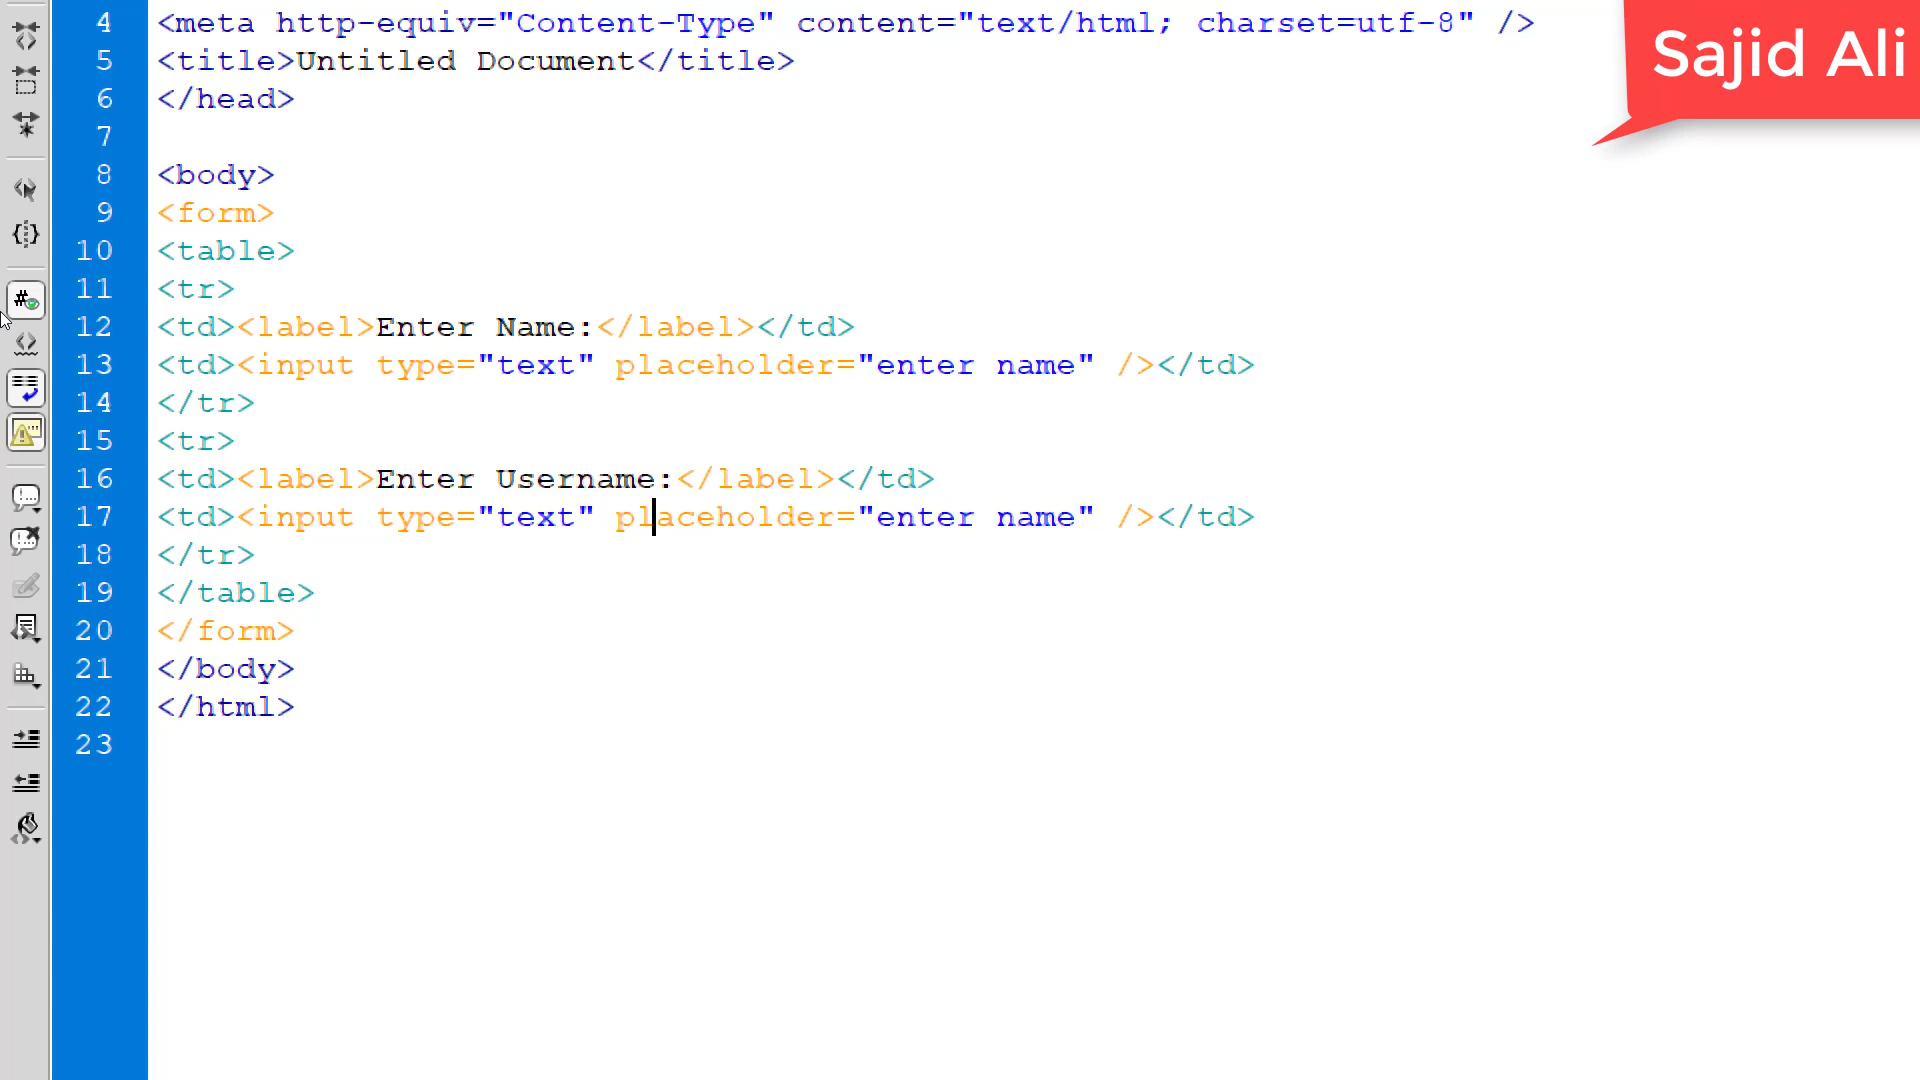 Sajid Ali
4 <meta http-equiv="Content-Type" content="text/html; charset=utf-8" />
5 <title>Untitled Document</title>
6 </head>
7
8 <body>
9 <form>
10 <table>
11 <tr>
12 <td><label>Enter Name:</label></td>
13 <td><input type="text" placeholder="enter name" /></td>
14 </tr>
15 <tr>
16 <td><label>Enter Username:</label></td>
17 <td><input type="text" placeholder="enter name" /></td>
18 </tr>
19 </table>
20 </form>
21 </body>
22 </html>
23